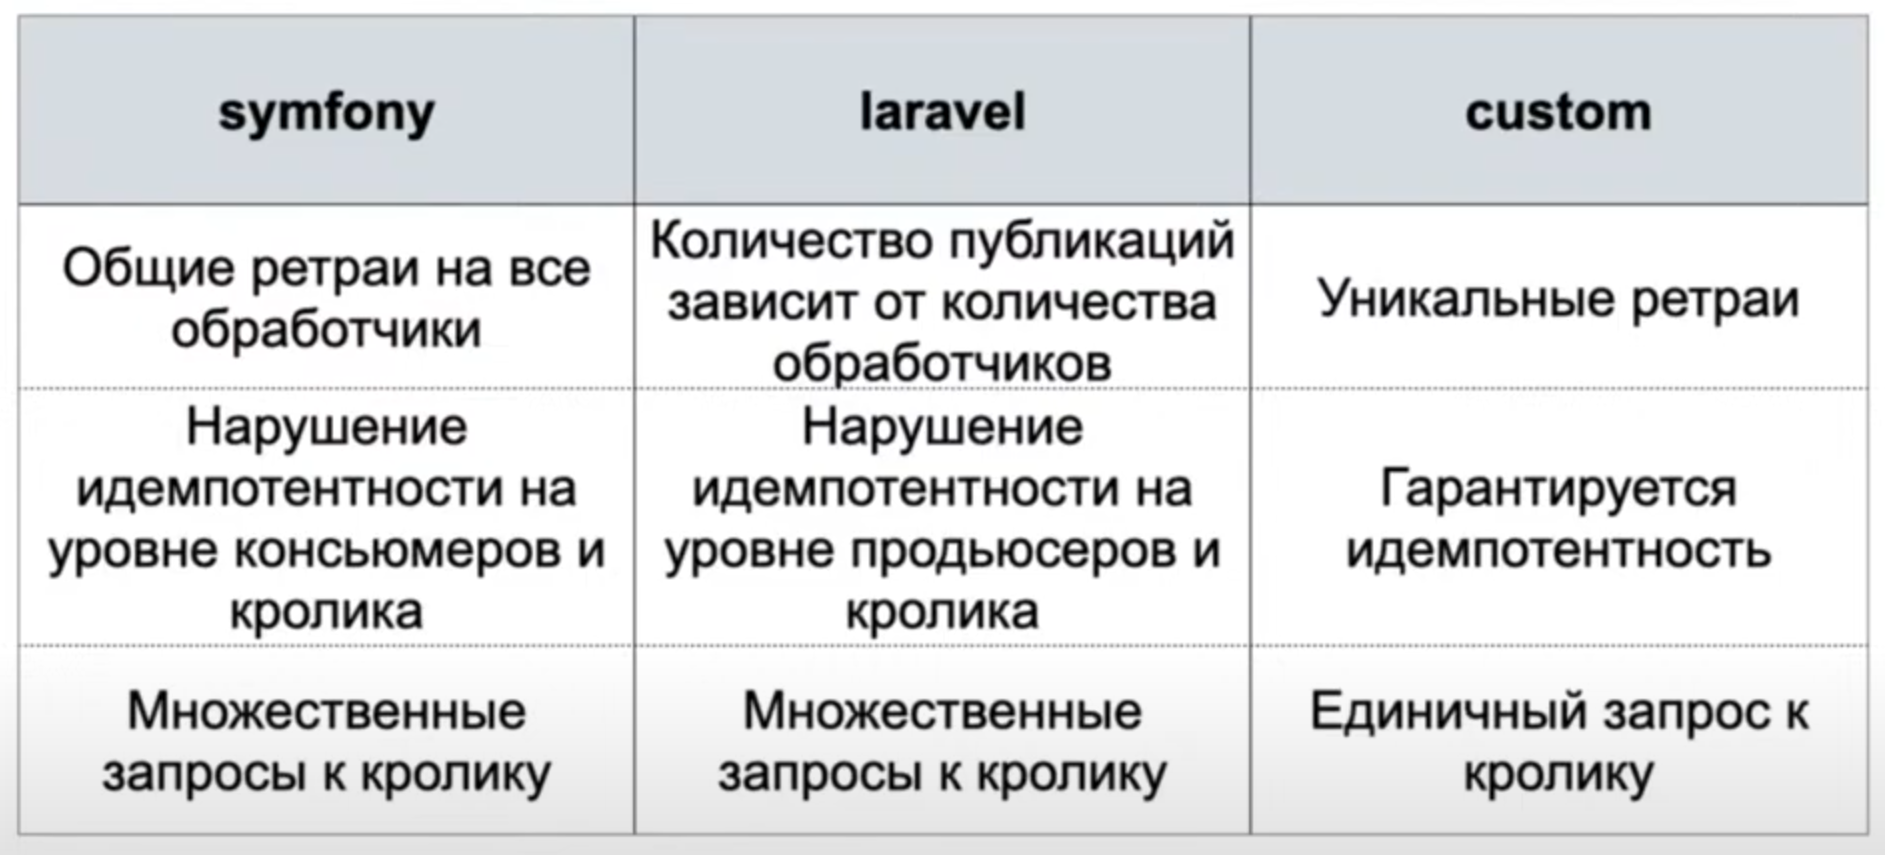 symfony
laravel
custom
Общие ретраи на все
обработчики
Количество публикаций
зависит от количества
обработчиков
Уникальные ретраи
Нарушение
идемпотентности на
уровне консьюмеров и
кролика
Нарушение
идемпотентности на
уровне продьюсеров и
кролика
Гарантируется
идемпотентность
Множественные
запросы к кролику
Множественные
запросы к кролику
Единичный запрос к
кролику